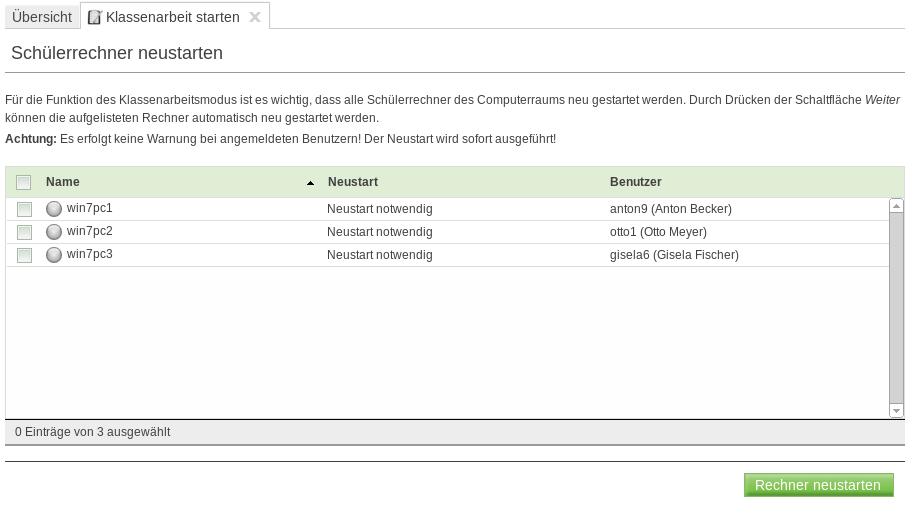 Übersicht Klassenarbeit starten
Schülerrechner neustarten
Für die Funktion des Klassenarbeitsmodus ist es wichtig, dass alle Schülerrechner des Computerraums neu gestartet werden. Durch Drücken der Schaltfläche Weiter
können die aufgelisteten Rechner automatisch neu gestartet werden.
Achtung: Es erfolgt keine Warnung bei angemeldeten Benutzern! Der Neustart wird sofort ausgeführt!
Name Neustart Benutzer
win7pc1 Neustart notwendig anton9 (Anton Becker)
win7pc2 Neustart notwendig otto1 (Otto Meyer)
win7pc3 Neustart notwendig gisela6 (Gisela Fischer)
0 Einträge von 3 ausgewählt
Rechner neustarten